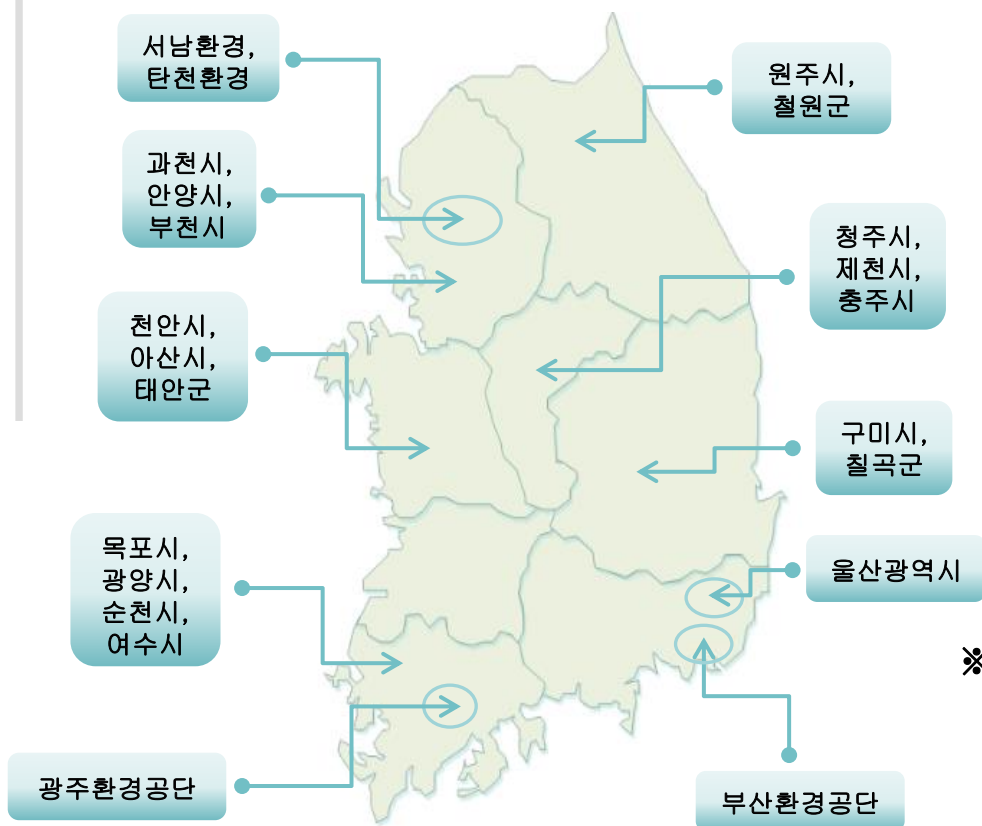 서남환경,
탄천환경
원주시,
철원군
과천시,
안양시,
부천시
청주시,
제천시,
충주시
천안시,
아산시,
태안군
구미시,
칠곡군
목포시,
광양시,
순천시,
여수시
울산광역시
※
광주환경공단
부산환경공단